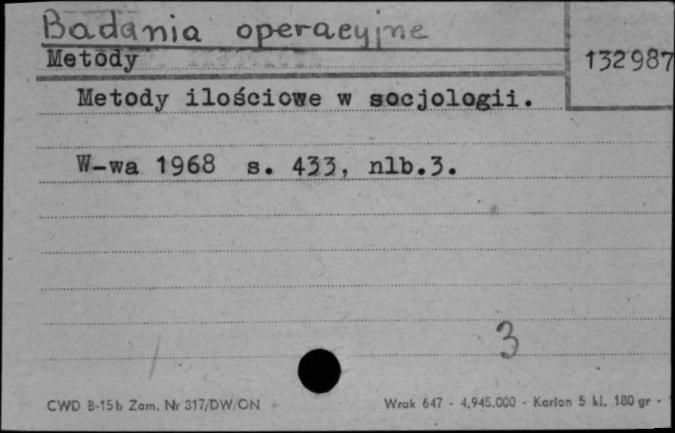 Badania operacyjne
Metody
132987
Metody ilościowe w socjologii.
W-wa 1968 s. 433, nlb.3.
3
CWD B-15b Zam. Nr 317/DW/ON
Wrak 647 - 4.945.000 - Karton 5 kl. 180 gr -